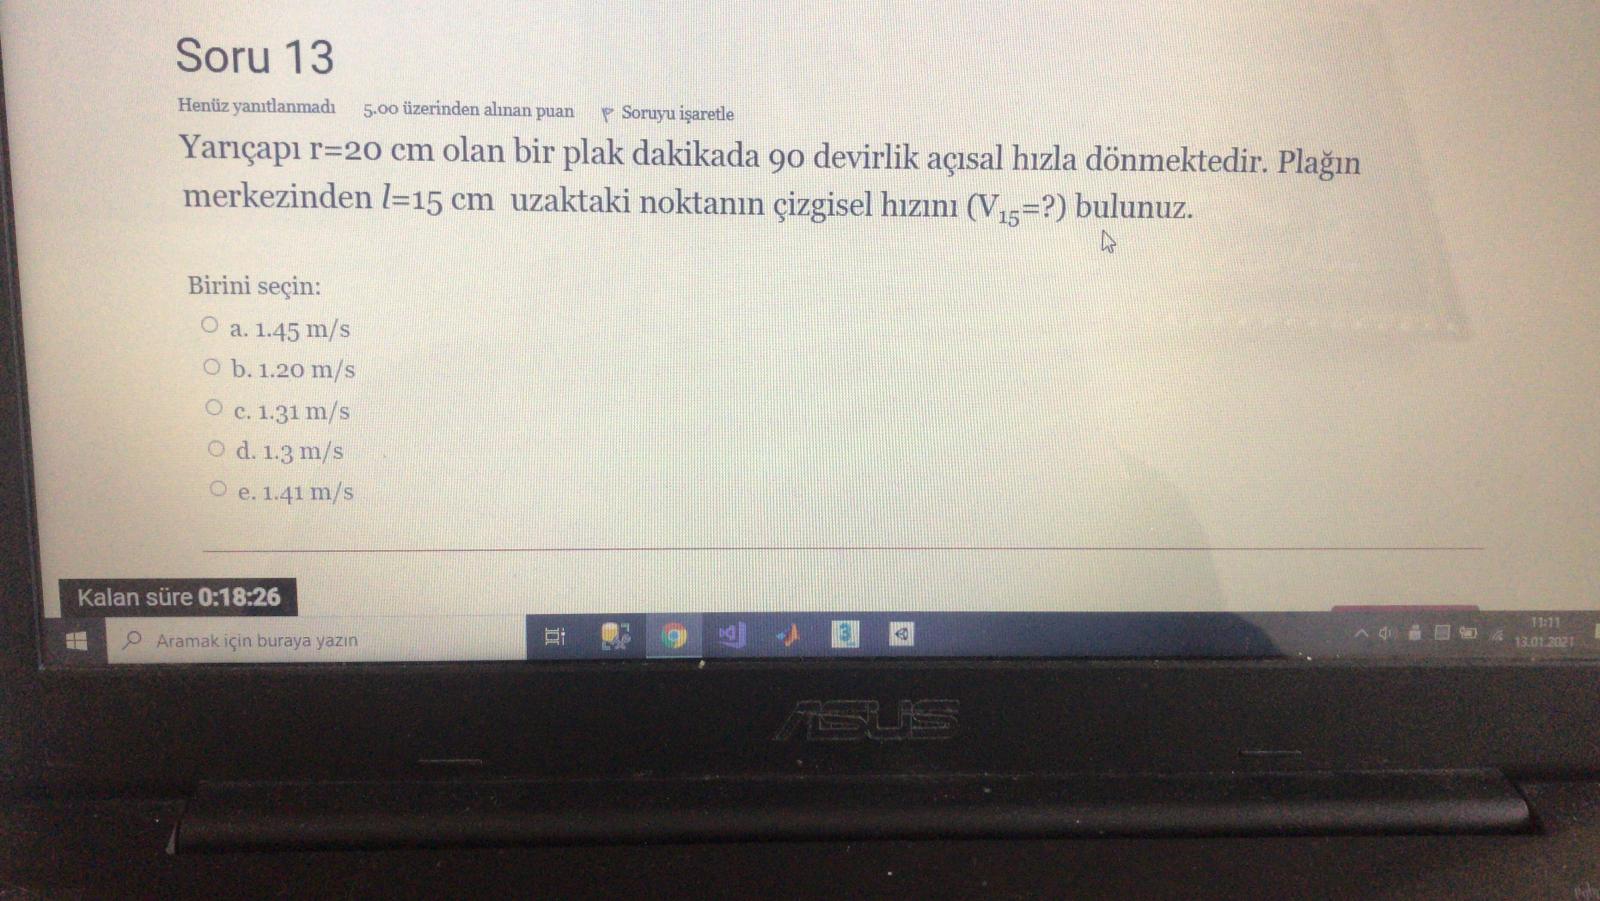 Soru 13
Henüz yanıtlanmadı 5.00 üzerinden alınan puan Soruyu işaretle
Yarıçapı r=20 cm olan bir plak dakikada 90 devirlik açısal hızla dönmektedir. Plağın
merkezinden l=15 cm uzaktaki noktanın çizgisel hızını (V15=?) bulunuz.
Birini seçin:
a. 1.45 m/s
b. 1.20 m/s
c. 1.31 m/s
d. 1.3 m/s
e. 1.41 m/s
Kalan süre 0:18:26
Aramak için buraya yazın
11:11
13.01.2021
ASUS